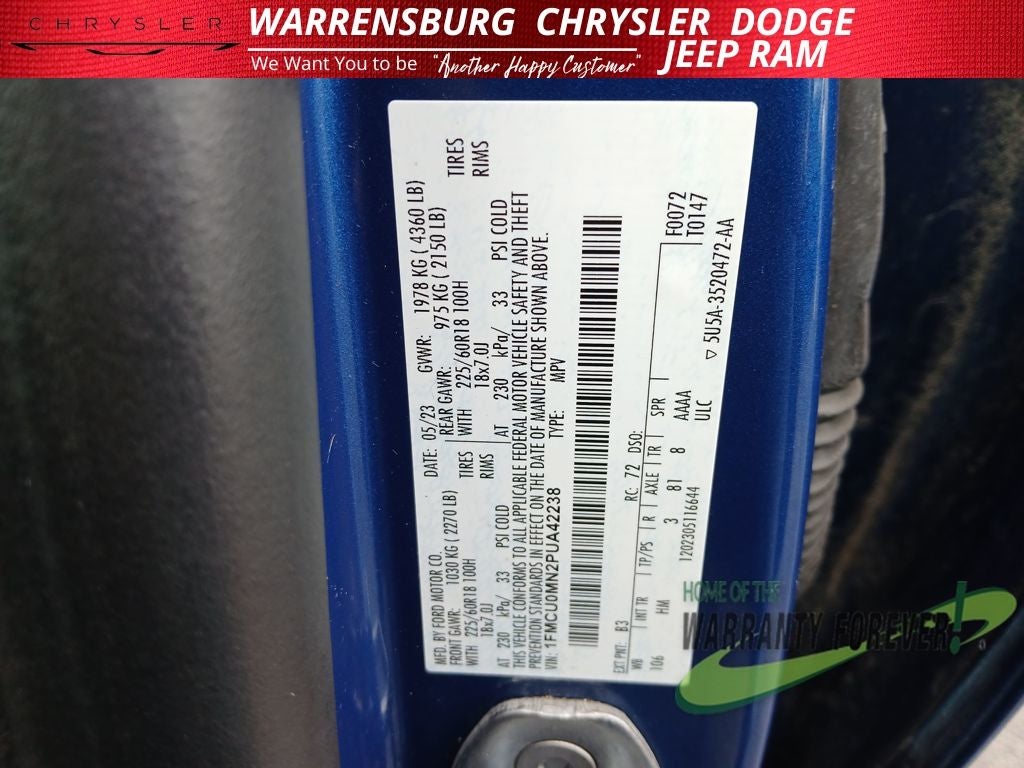 CHRYSLER
WARRENSBURG CHRYSLER DODGE
JEEP RAM
We Want You to be "Another Happy Customer"
MFD. BY FORD MOTOR CO.
DATE: 05/23 GVWR: 1978 KG ( 4360 LB)
FRONT GAWR: 1030 KG ( 2270 LB) REAR GAWR: 975 KG ( 2150 LB)
WITH 225/60R18 100H TIRES WITH 225/60R18 100H TIRES
18x7.0J RIMS 18x7.0J RIMS
AT 230 kPa/ 33 PSI COLD AT 230 kPa/ 33 PSI COLD
THIS VEHICLE CONFORMS TO ALL APPLICABLE FEDERAL MOTOR VEHICLE SAFETY AND THEFT
PREVENTION STANDARDS IN EFFECT ON THE DATE OF MANUFACTURE SHOWN ABOVE.
VIN: 1FMCU0MN2PUA42238 TYPE: MPV
EXT PNT: B3 RC: 72 DSO: F0072
WB INT TR TP/PS R AXLE TR SPR T0147
106 HM 3 81 8 AAAA
1202305116644 ULC
5U5A-3520472-AA
HOME OF THE
WARRANTY FOREVER!